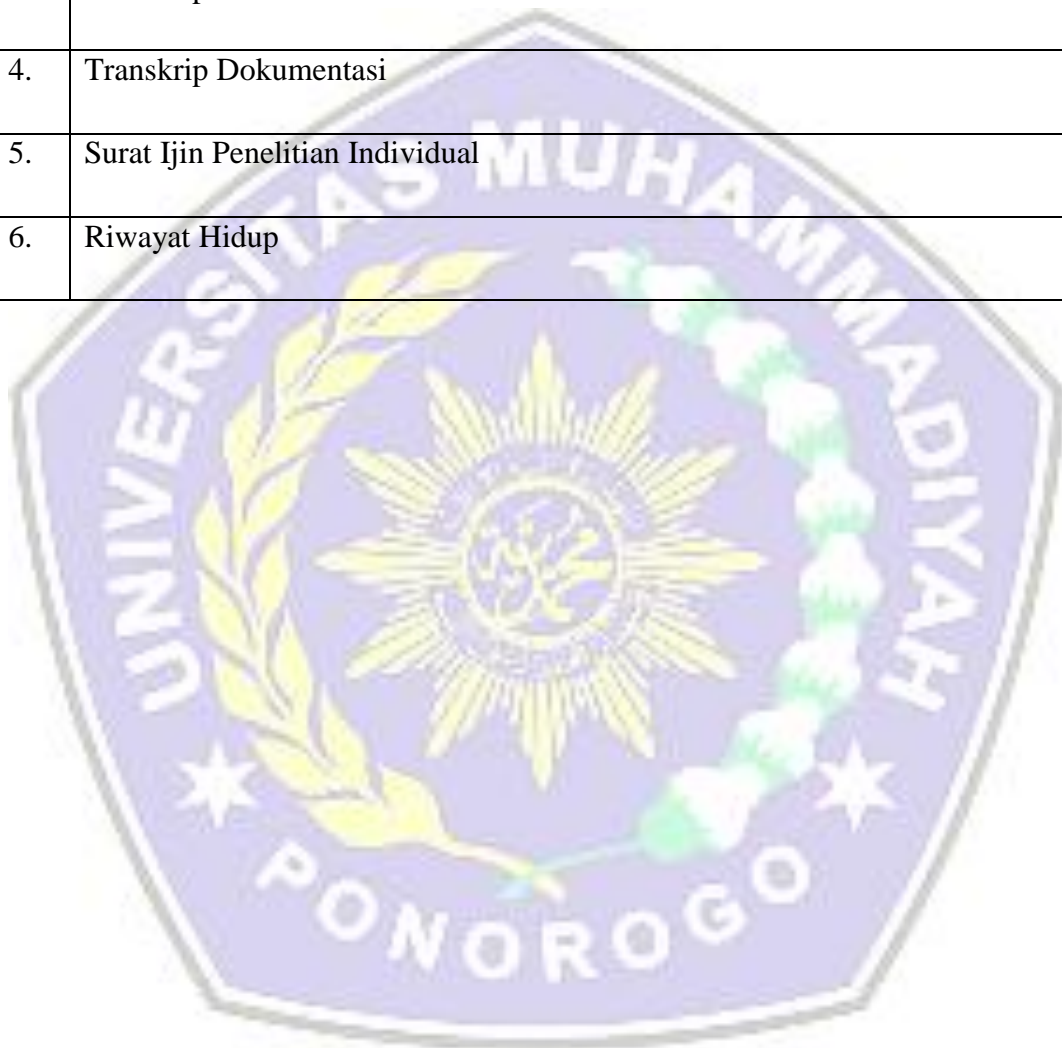 4. Transkrip Dokumentasi
5. Surat Ijin Penelitian Individual
6. Riwayat Hidup
UNIVERSITAS MUHAMMADIYAH
PONOROGO